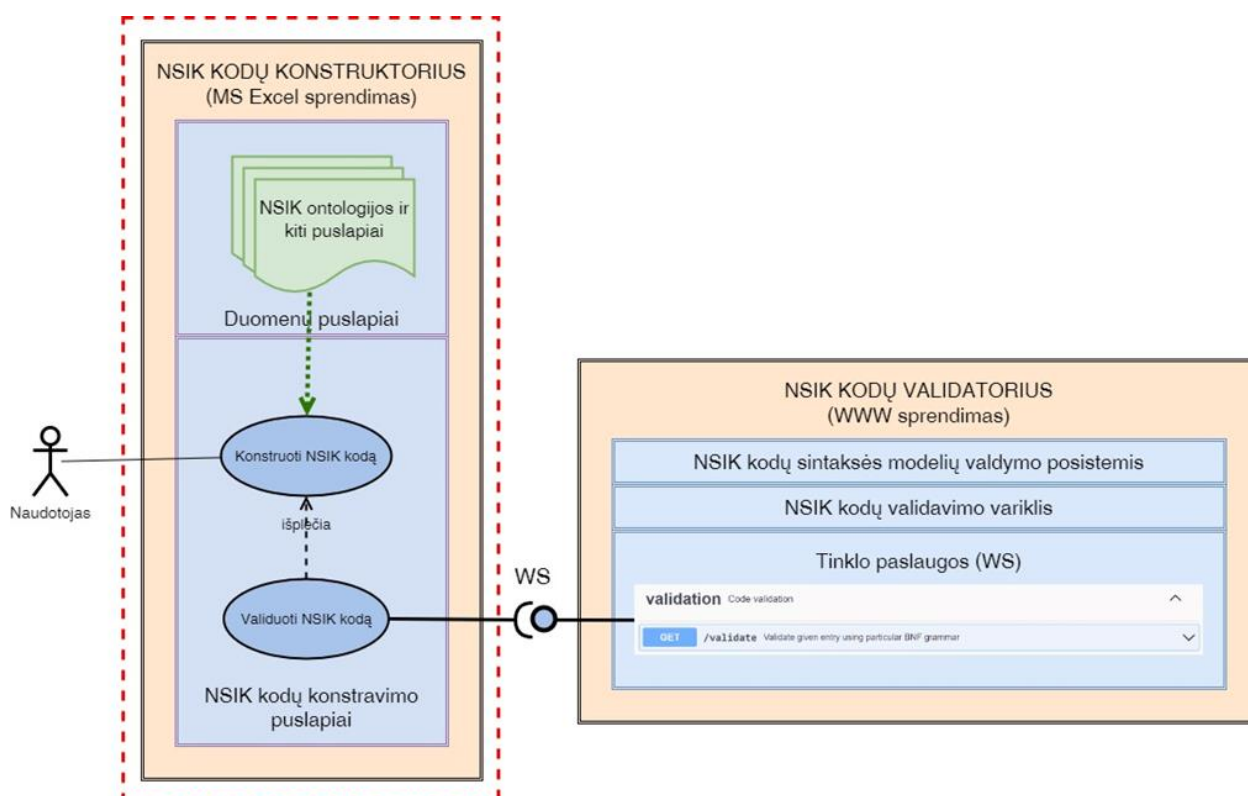 NSIK KODŲ KONSTRUKTORIUS
(MS Excel sprendimas)
NSIK ontologijos ir
kiti puslapiai
Duomenų puslapiai
Konstruoti NSIK kodą
Naudotojas
išplečia
Validuoti NSIK kodą
NSIK kodų konstravimo
puslapiai
WS
NSIK KODŲ VALIDATORIUS
(WWW sprendimas)
NSIK kodų sintaksės modelių valdymo posistemis
NSIK kodų validavimo variklis
Tinklo paslaugos (WS)
validation Code validation
GET /validate Validate given entry using particular BNF grammar